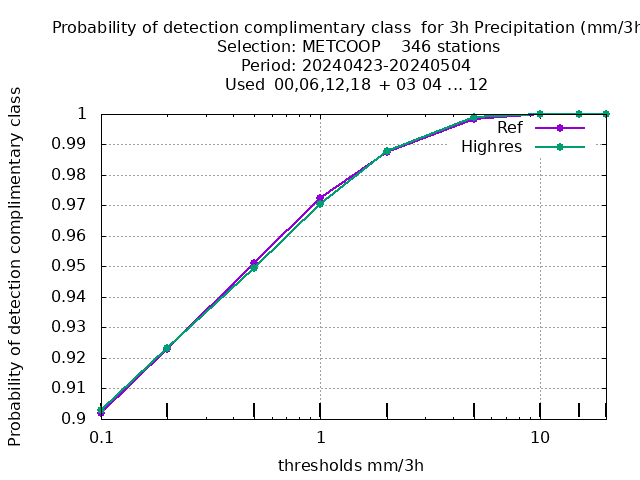 Probability of detection complimentary class for 3h Precipitation (mm/3h
Selection: METCOOP 346 stations
Period: 20240423-20240504
Used 00,06,12,18 + 03 04 ... 12
Probability of detection complimentary class
1
0.99
0.98
0.97
0.96
0.95
0.94
0.93
0.92
0.91
0.9
Ref
Highres
0.1 1 10
thresholds mm/3h